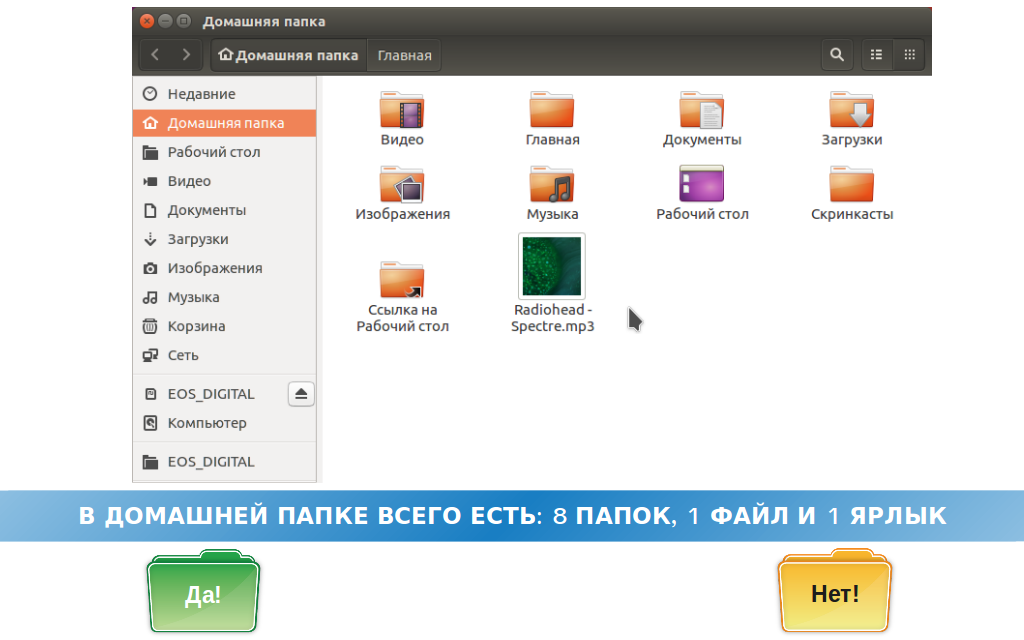 Домашняя папка
Домашняя папка Главная
Недавние
Домашняя папка
Рабочий стол
Видео
Документы
Загрузки
Изображения
Музыка
Корзина
Сеть
EOS_DIGITAL
Компьютер
EOS_DIGITAL
Видео Главная Документы Загрузки
Изображения Музыка Рабочий стол Скринкасты
Ссылка на
Рабочий стол
Radiohead -
Spectre.mp3
В ДОМАШНЕЙ ПАПКЕ ВСЕГО ЕСТЬ: 8 ПАПОК, 1 ФАЙЛ И 1 ЯРЛЫК
Да!
Нет!